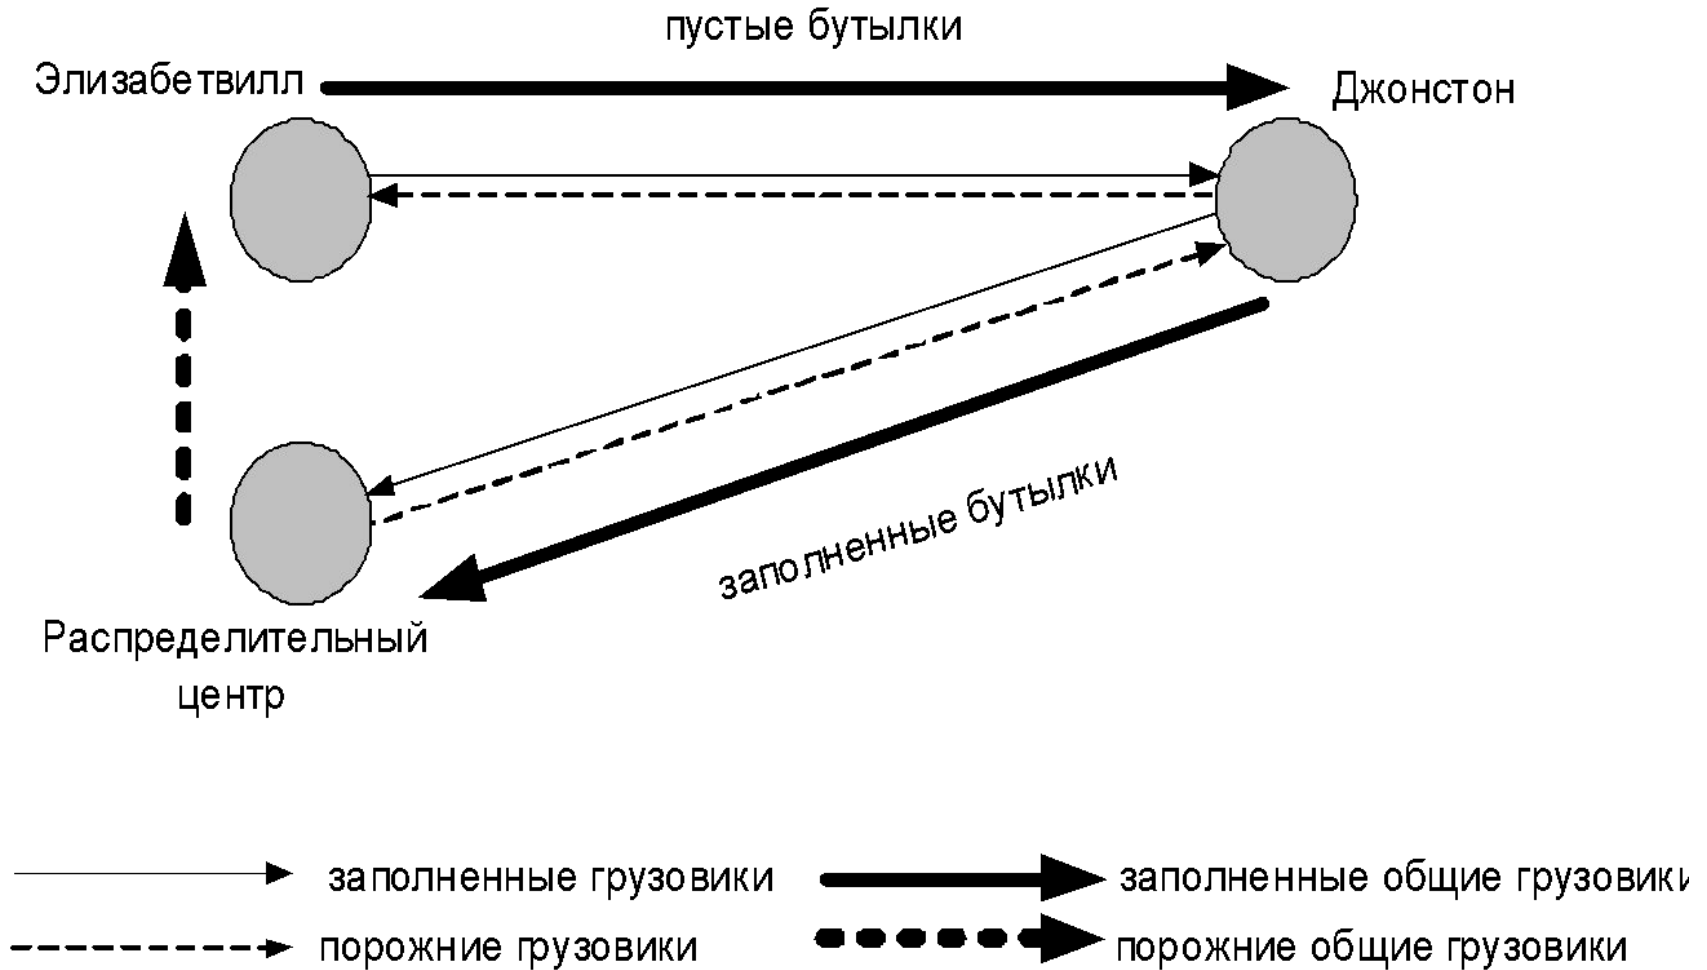 пустые бутылки
Элизабетвилл
Джонстон
заполненные бутылки
Распределительный
центр
заполненные грузовики
заполненные общие грузовики
порожние грузовики
порожние общие грузовики